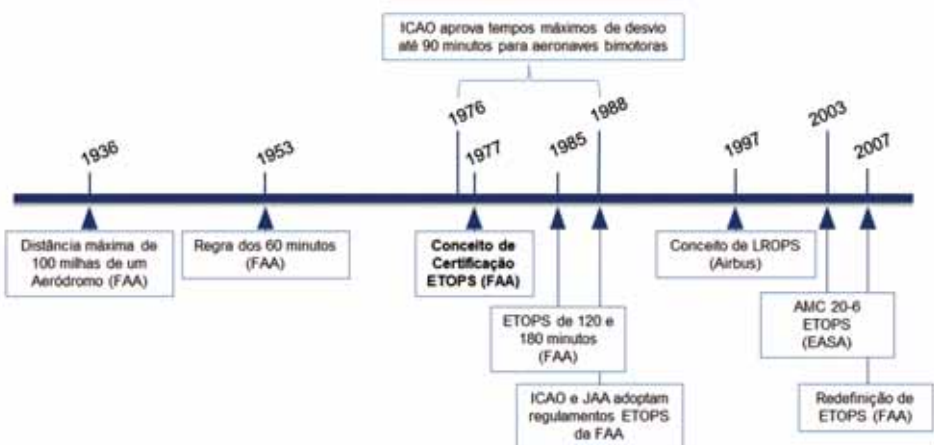 ICAO aprova tempos máximos de desvio
até 90 minutos para aeronaves bimotoras
1936
1953
1976
1977
1985
1988
1997
2003
2007
Distância máxima de
100 milhas de um
Aeródromo (FAA)
Regra dos 60 minutos
(FAA)
Conceito de
Certificação
ETOPS (FAA)
ETOPS de 120 e
180 minutos
(FAA)
ICAO e JAA adoptam
regulamentos ETOPS
da FAA
Conceito de LROPS
(Airbus)
AMC 20-6
ETOPS
(EASA)
Redefinição de
ETOPS (FAA)